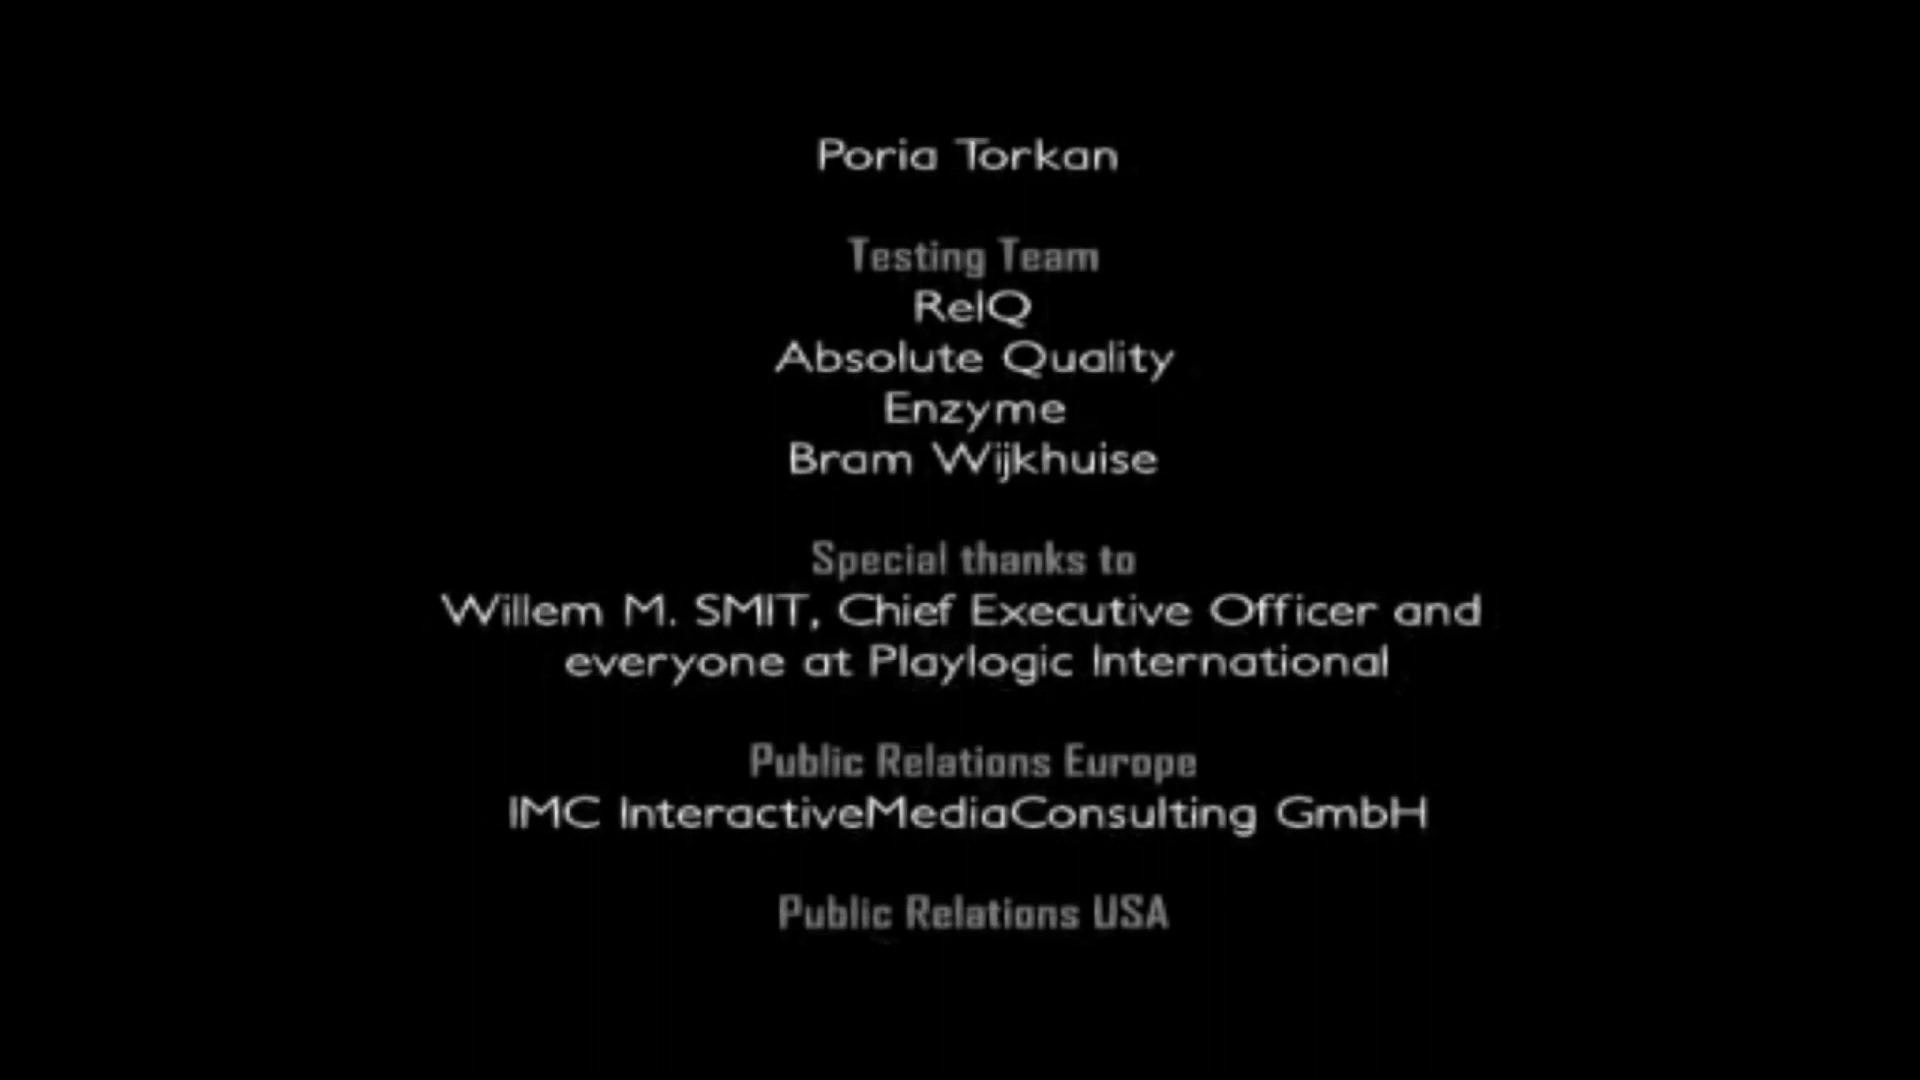 Poria Torkan
Testing Team
RelQ
Absolute Quality
Enzyme
Bram Wijkhuise
Special thanks to
Willem M. SMIT, Chief Executive Officer and
everyone at Playlogic International
Public Relations Europe
IMC InteractiveMediaConsulting GmbH
Public Relations USA